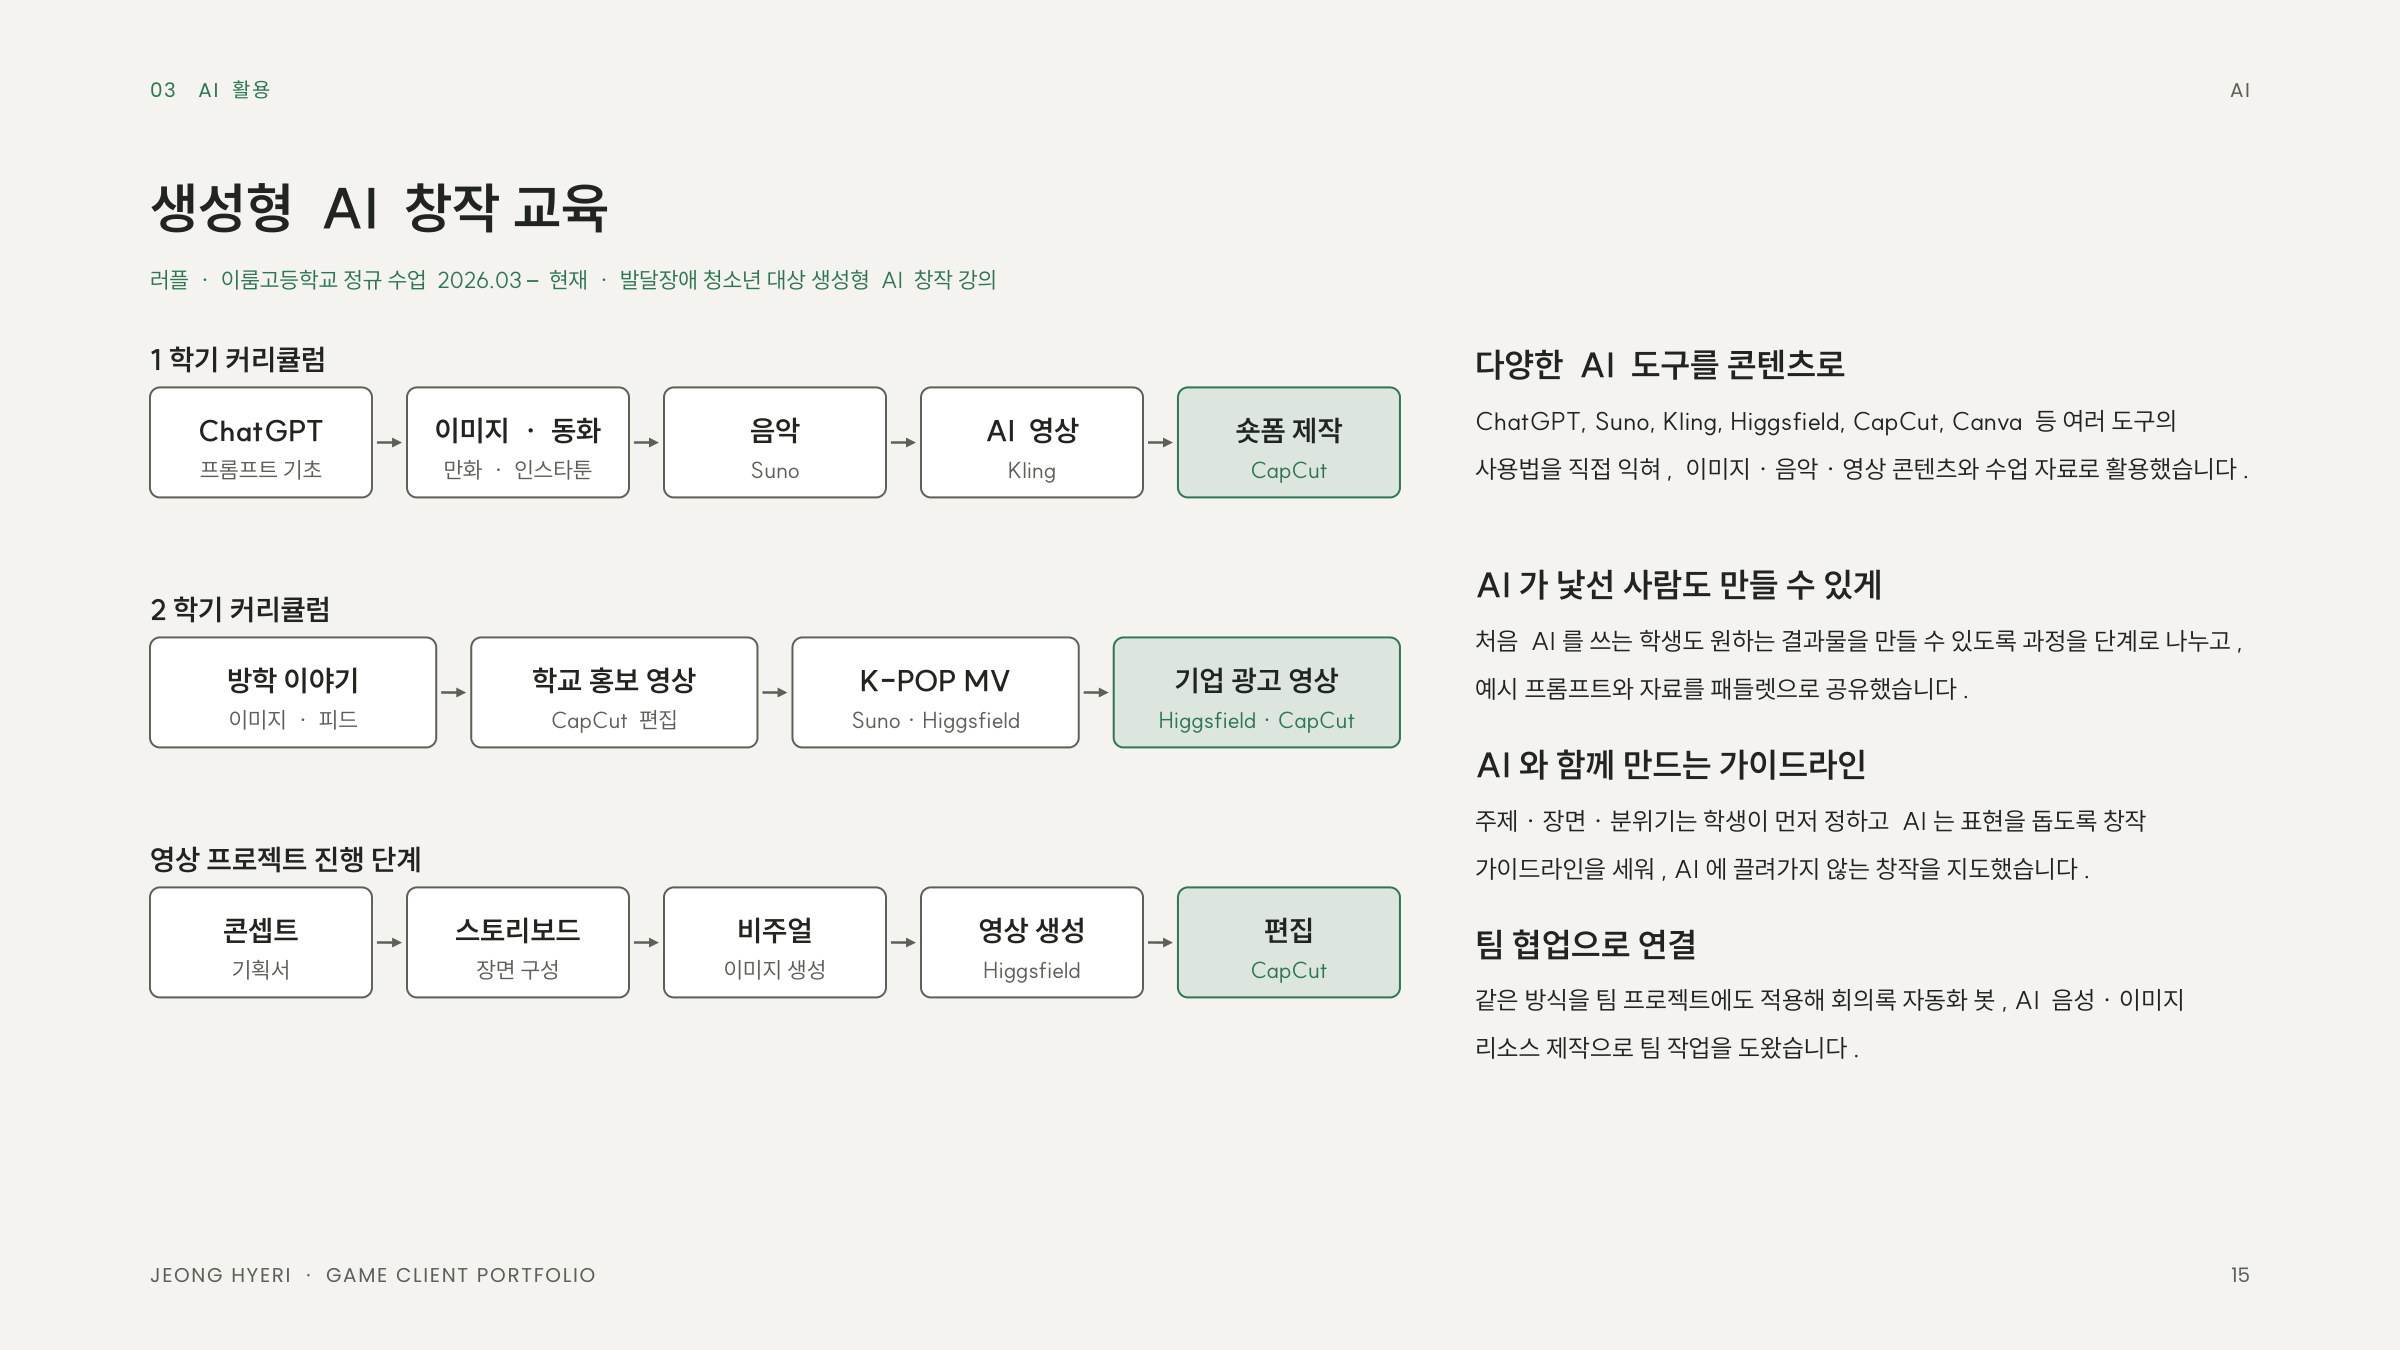 03 AI 활용
AI
생성형 AI 창작 교육
러플 · 이룸고등학교 정규 수업 2026.03 – 현재 · 발달장애 청소년 대상 생성형 AI 창작 강의
1학기 커리큘럼
ChatGPT
프롬프트 기초
이미지 · 동화
만화 · 인스타툰
음악
Suno
AI 영상
Kling
숏폼 제작
CapCut
2학기 커리큘럼
방학 이야기
이미지 · 피드
학교 홍보 영상
CapCut 편집
K-POP MV
Suno · Higgsfield
기업 광고 영상
Higgsfield · CapCut
영상 프로젝트 진행 단계
콘셉트
기획서
스토리보드
장면 구성
비주얼
이미지 생성
영상 생성
Higgsfield
편집
CapCut
다양한 AI 도구를 콘텐츠로
ChatGPT, Suno, Kling, Higgsfield, CapCut, Canva 등 여러 도구의
사용법을 직접 익혀, 이미지 · 음악 · 영상 콘텐츠와 수업 자료로 활용했습니다.
AI가 낯선 사람도 만들 수 있게
처음 AI를 쓰는 학생도 원하는 결과물을 만들 수 있도록 과정을 단계로 나누고,
예시 프롬프트와 자료를 패들렛으로 공유했습니다.
AI와 함께 만드는 가이드라인
주제 · 장면 · 분위기는 학생이 먼저 정하고 AI는 표현을 돕도록 창작
가이드라인을 세워, AI에 끌려가지 않는 창작을 지도했습니다.
팀 협업으로 연결
같은 방식을 팀 프로젝트에도 적용해 회의록 자동화 봇, AI 음성 · 이미지
리소스 제작으로 팀 작업을 도왔습니다.
JEONG HYERI · GAME CLIENT PORTFOLIO
15